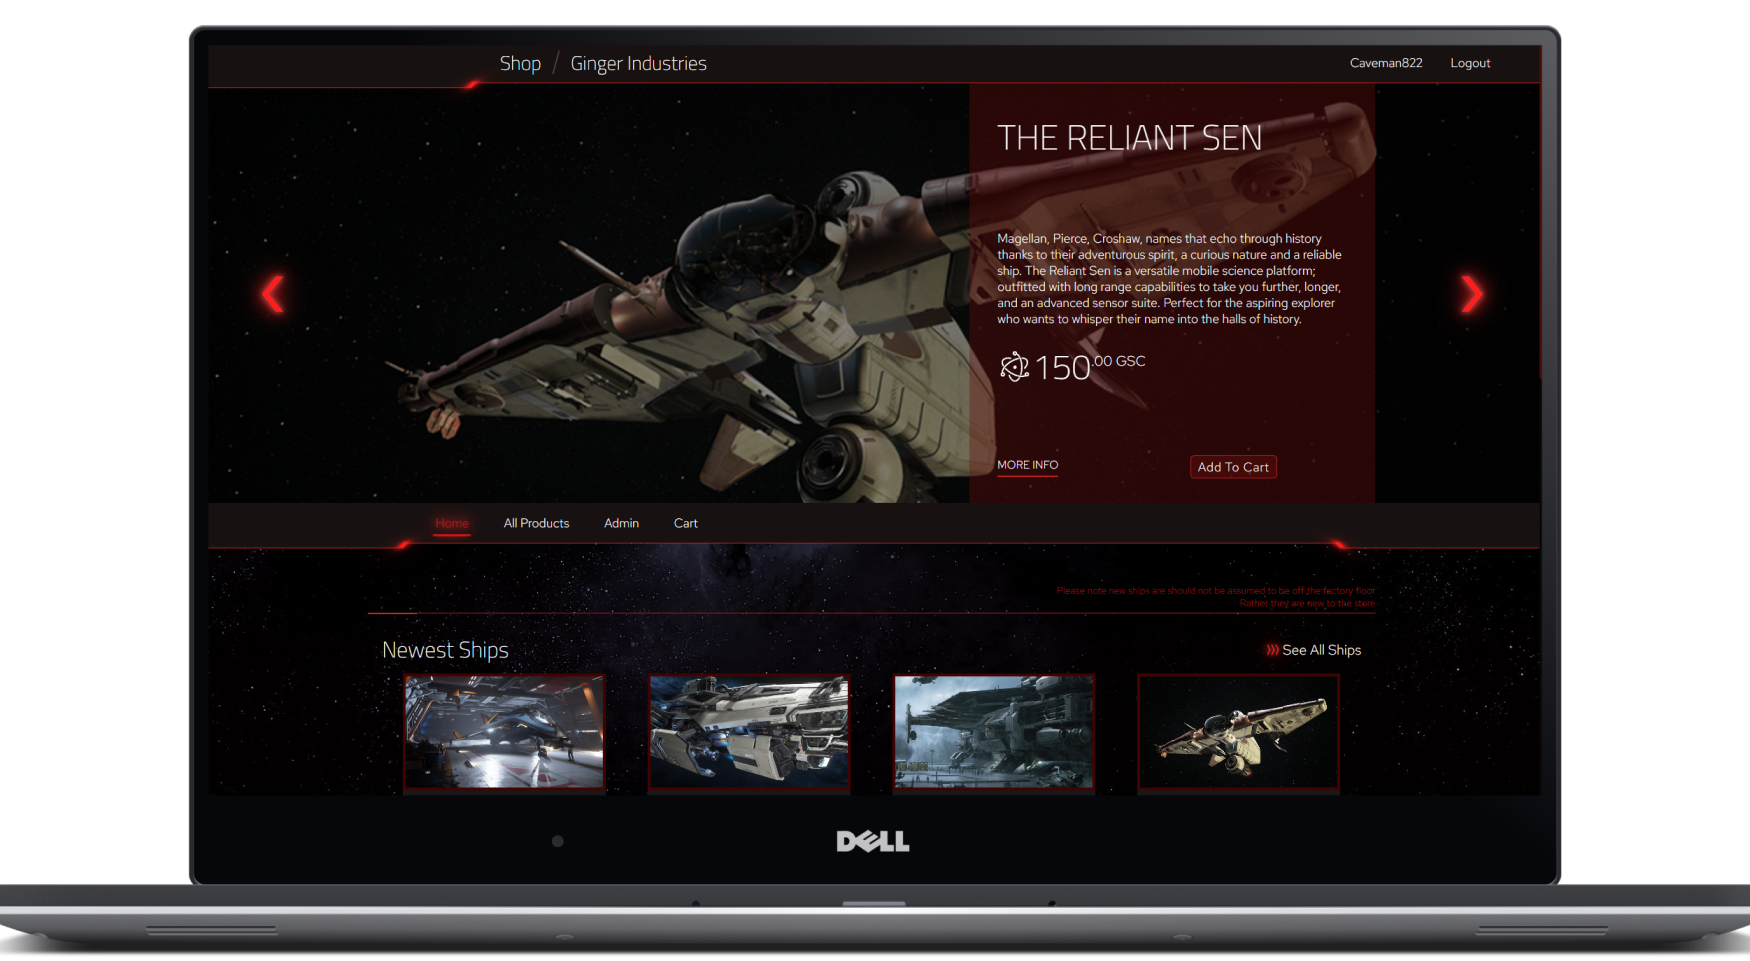 Shop / Ginger Industries
Caveman822 Logout
THE RELIANT SEN
Magellan, Pierce, Croshaw, names that echo through history
thanks to their adventurous spirit, a curious nature and a reliable
ship. The Reliant Sen is a versatile mobile science platform;
outfitted with long range capabilities to take you further, longer,
and an advanced sensor suite. Perfect for the aspiring explorer
who wants to whisper their name into the halls of history.
150.00 GSC
MORE INFO
Add To Cart
Home All Products Admin Cart
Please note new ships are should not be assumed to be off the factory floor
Rather they are new to the store
Newest Ships
See All Ships
DELL